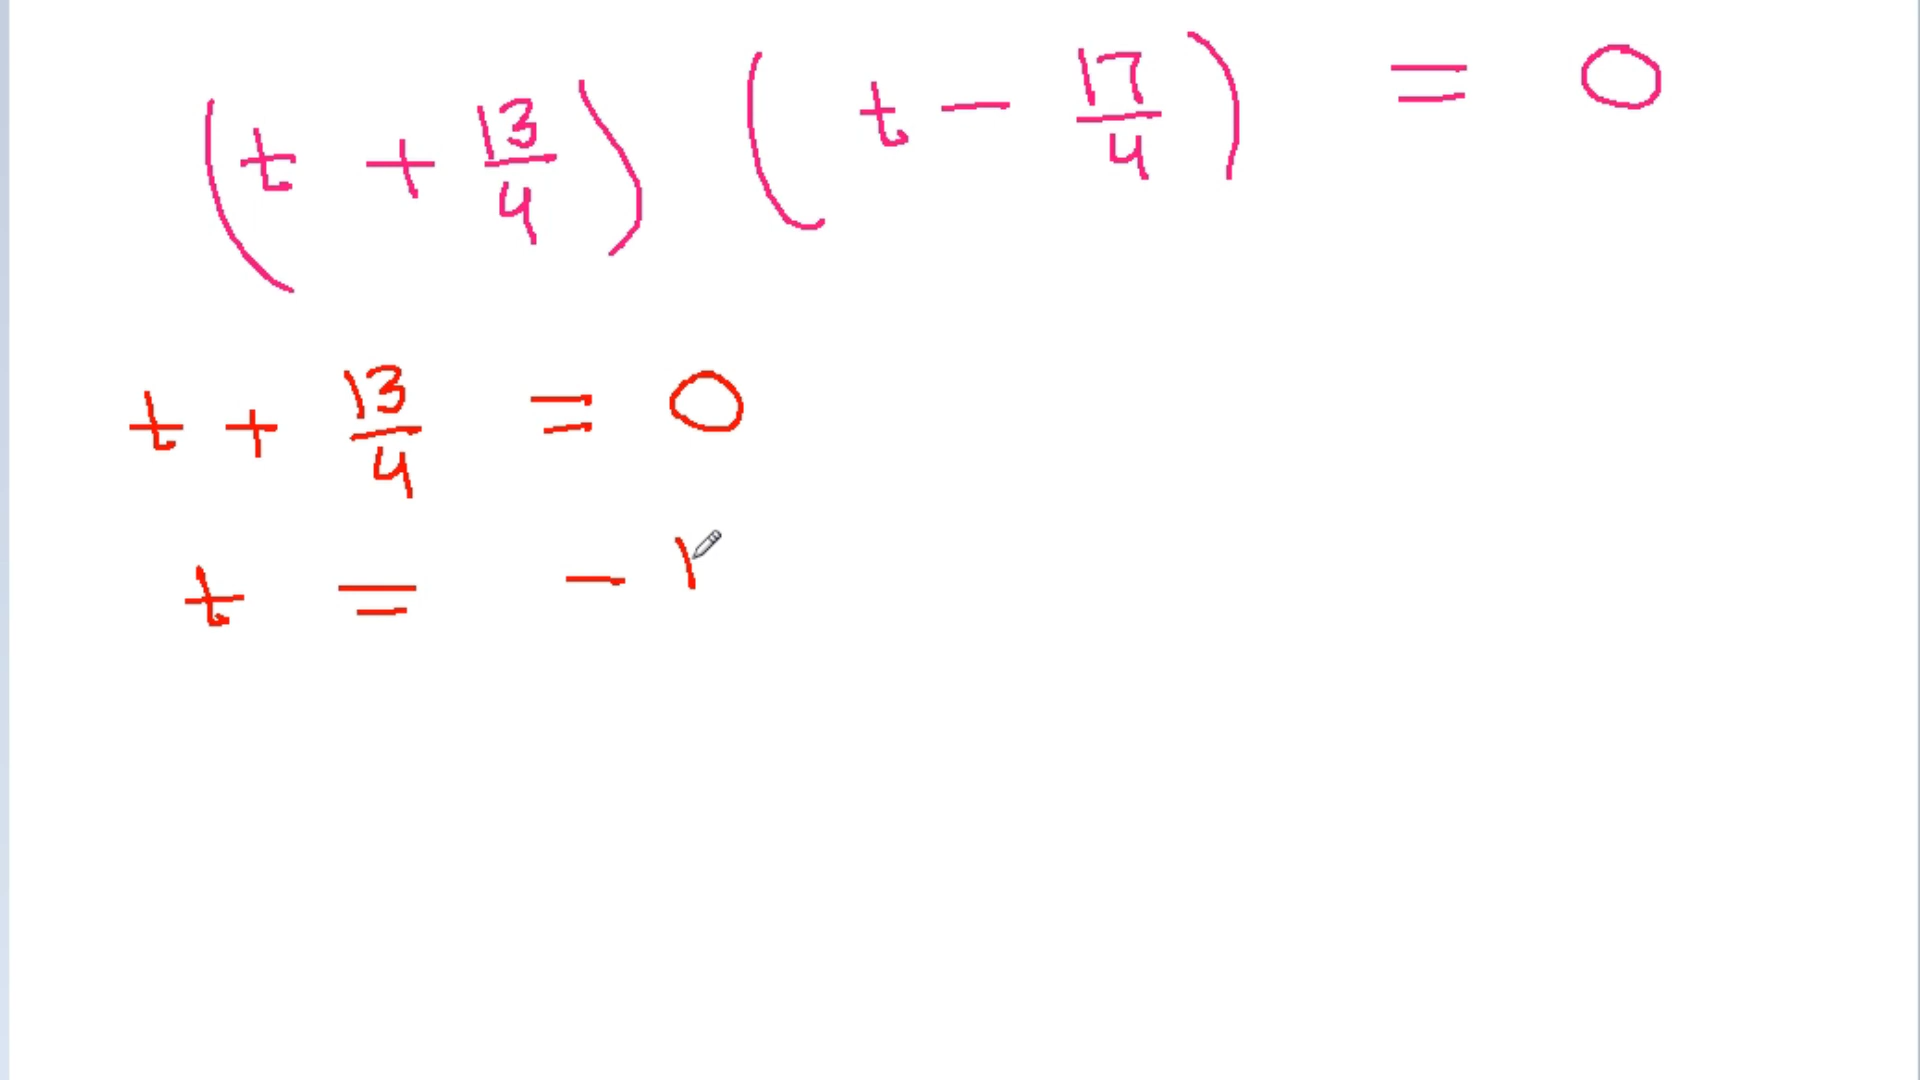 (t + 13/4) (t - 17/4) = 0
t + 13/4 = 0
t = - 1